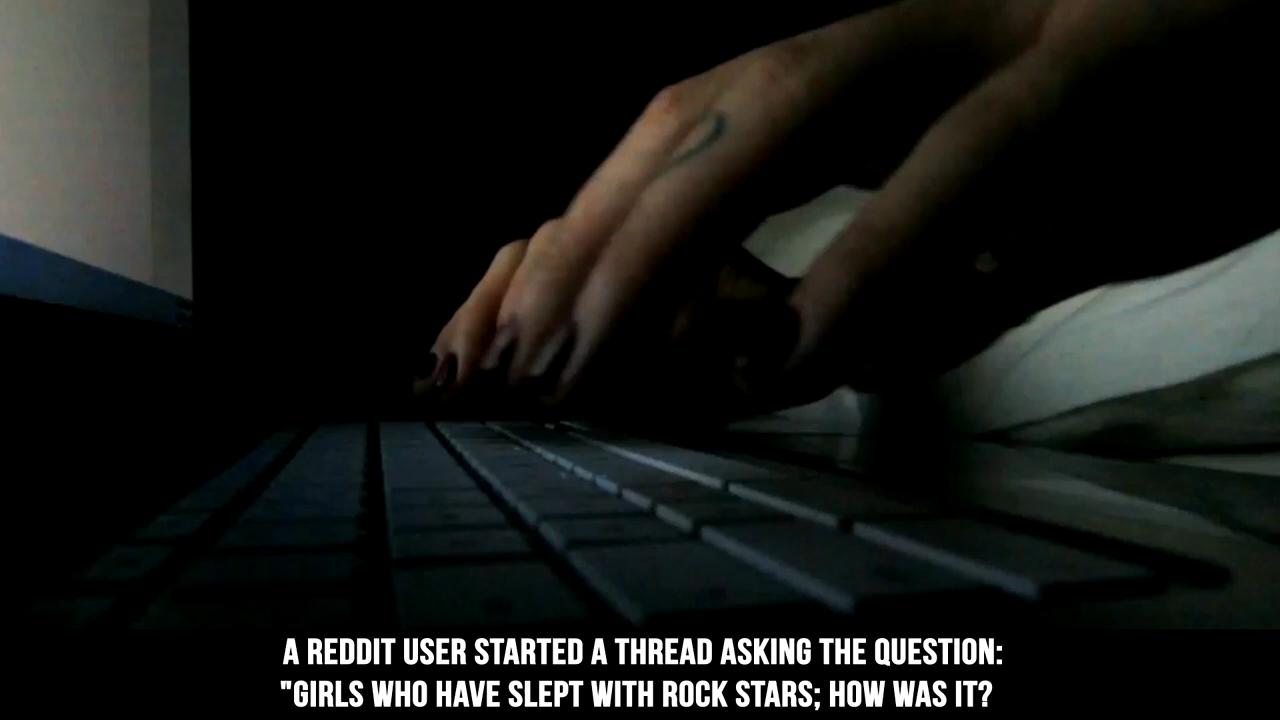 A REDDIT USER STARTED A THREAD ASKING THE QUESTION:
"GIRLS WHO HAVE SLEPT WITH ROCK STARS; HOW WAS IT?